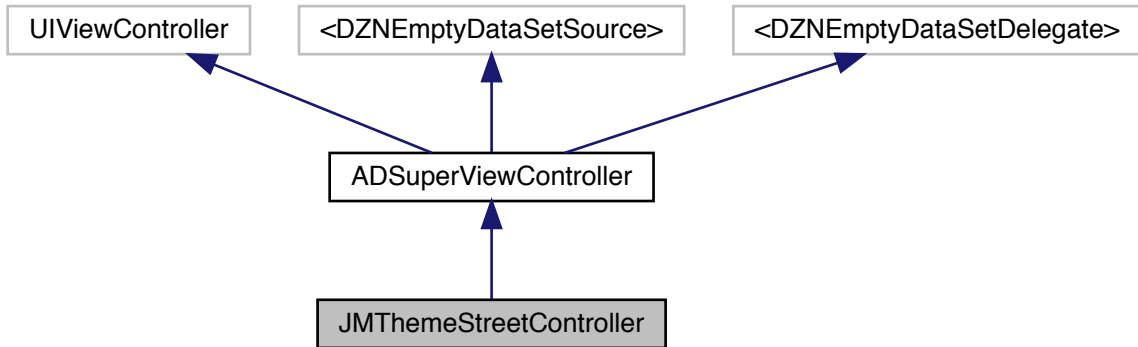 UIViewController
<DZNEmptyDataSetSource>
<DZNEmptyDataSetDelegate>
ADSuperViewController
JMThemeStreetController